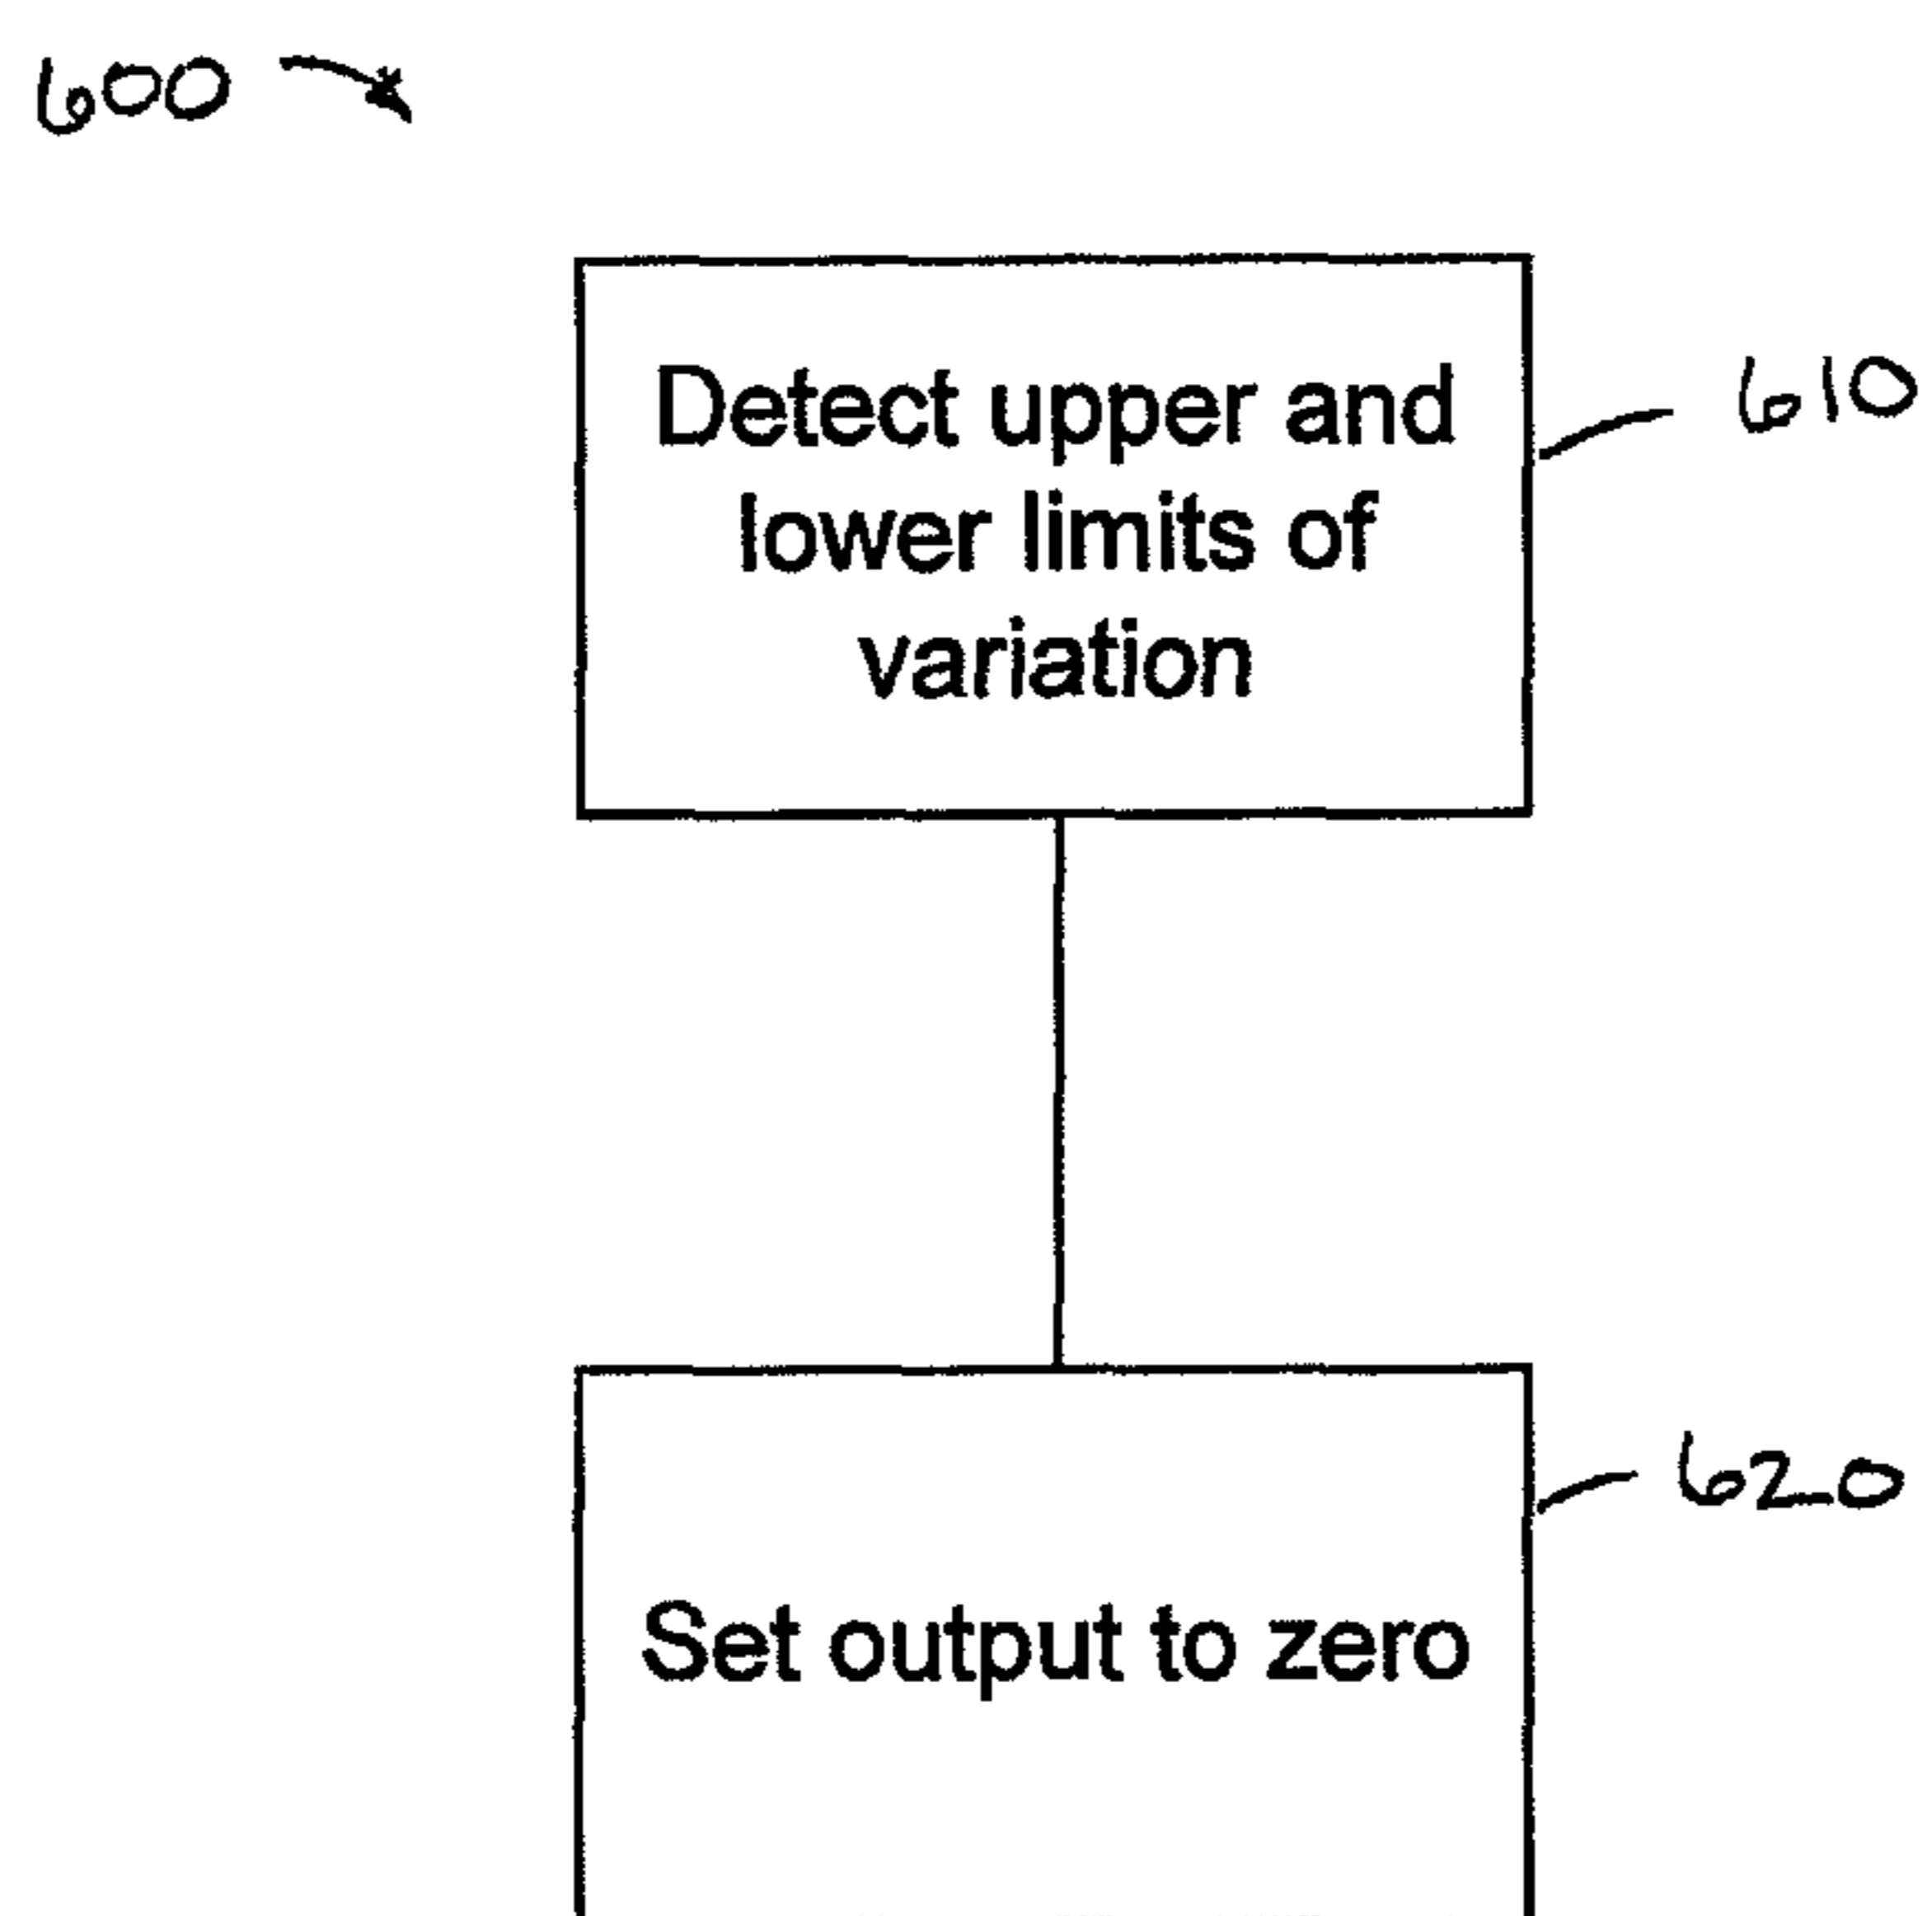 600
Detect upper and
lower limits of
variation
610
620
Set output to zero